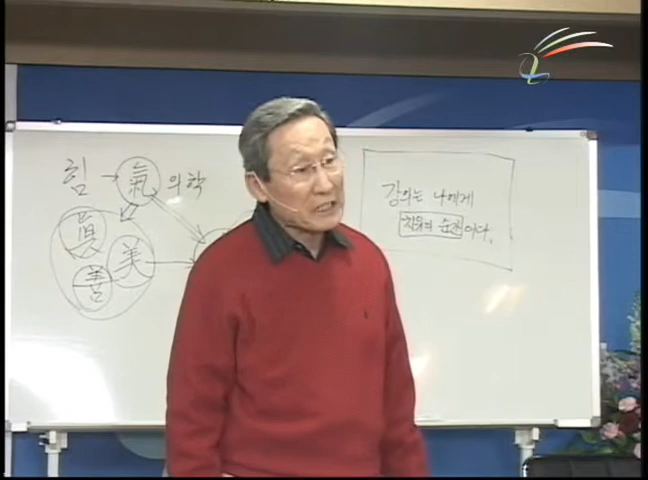 힘 → 氣 의학
眞
美
善
강의는 나에게
치유의 순간이다.